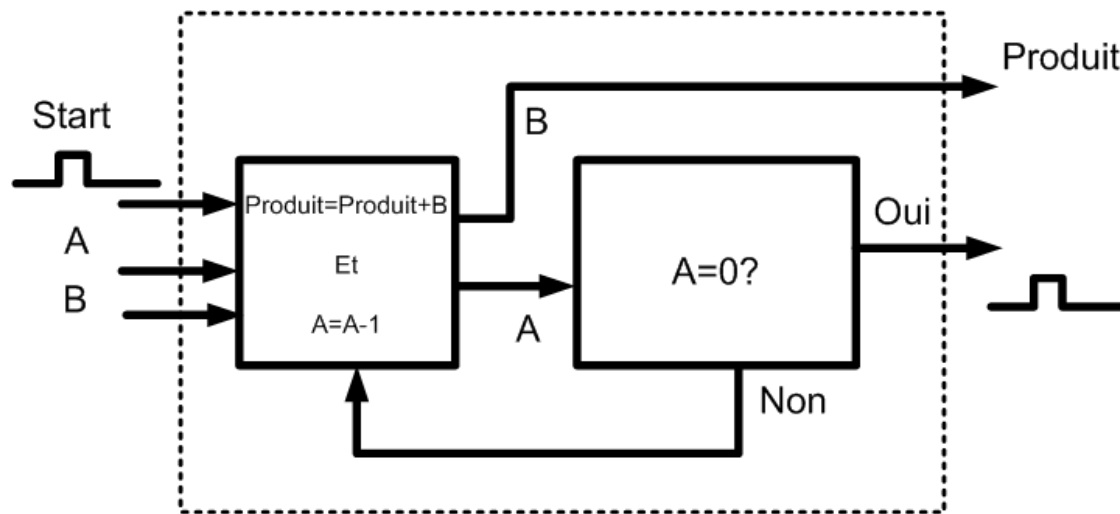 Produit
Start
B
Produit=Produit+B
Oui
A
Et
A=0?
B
A=A-1
A
Non